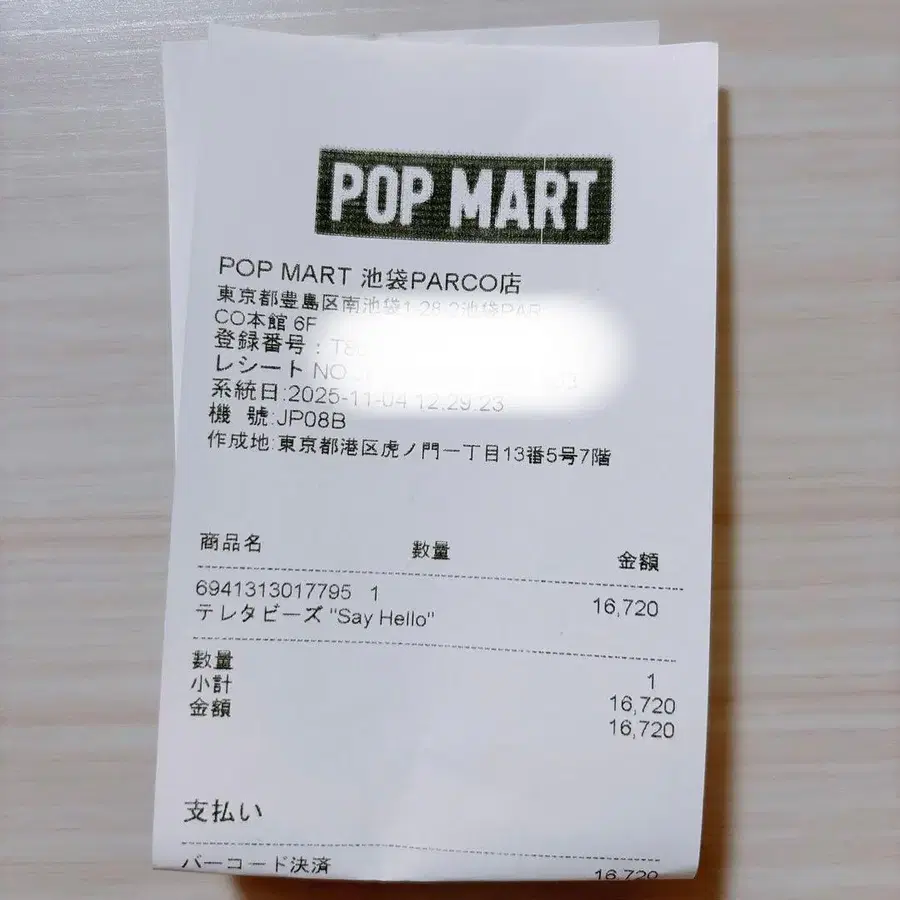 POP MART
POP MART 池袋PARCO店
東京都豊島区南池袋1-28-2池袋PAR
CO本館 6F
登録番号：T8
レシート NO
系統日:2025-11-04 12:29:23
機 號:JP08B
作成地:東京都港区虎ノ門一丁目13番5号7階
商品名 数量 金額
6941313017795 1 16,720
テレタビーズ "Say Hello"
数量 1
小計 16,720
金額 16,720
支払い
バーコード決済 16,720